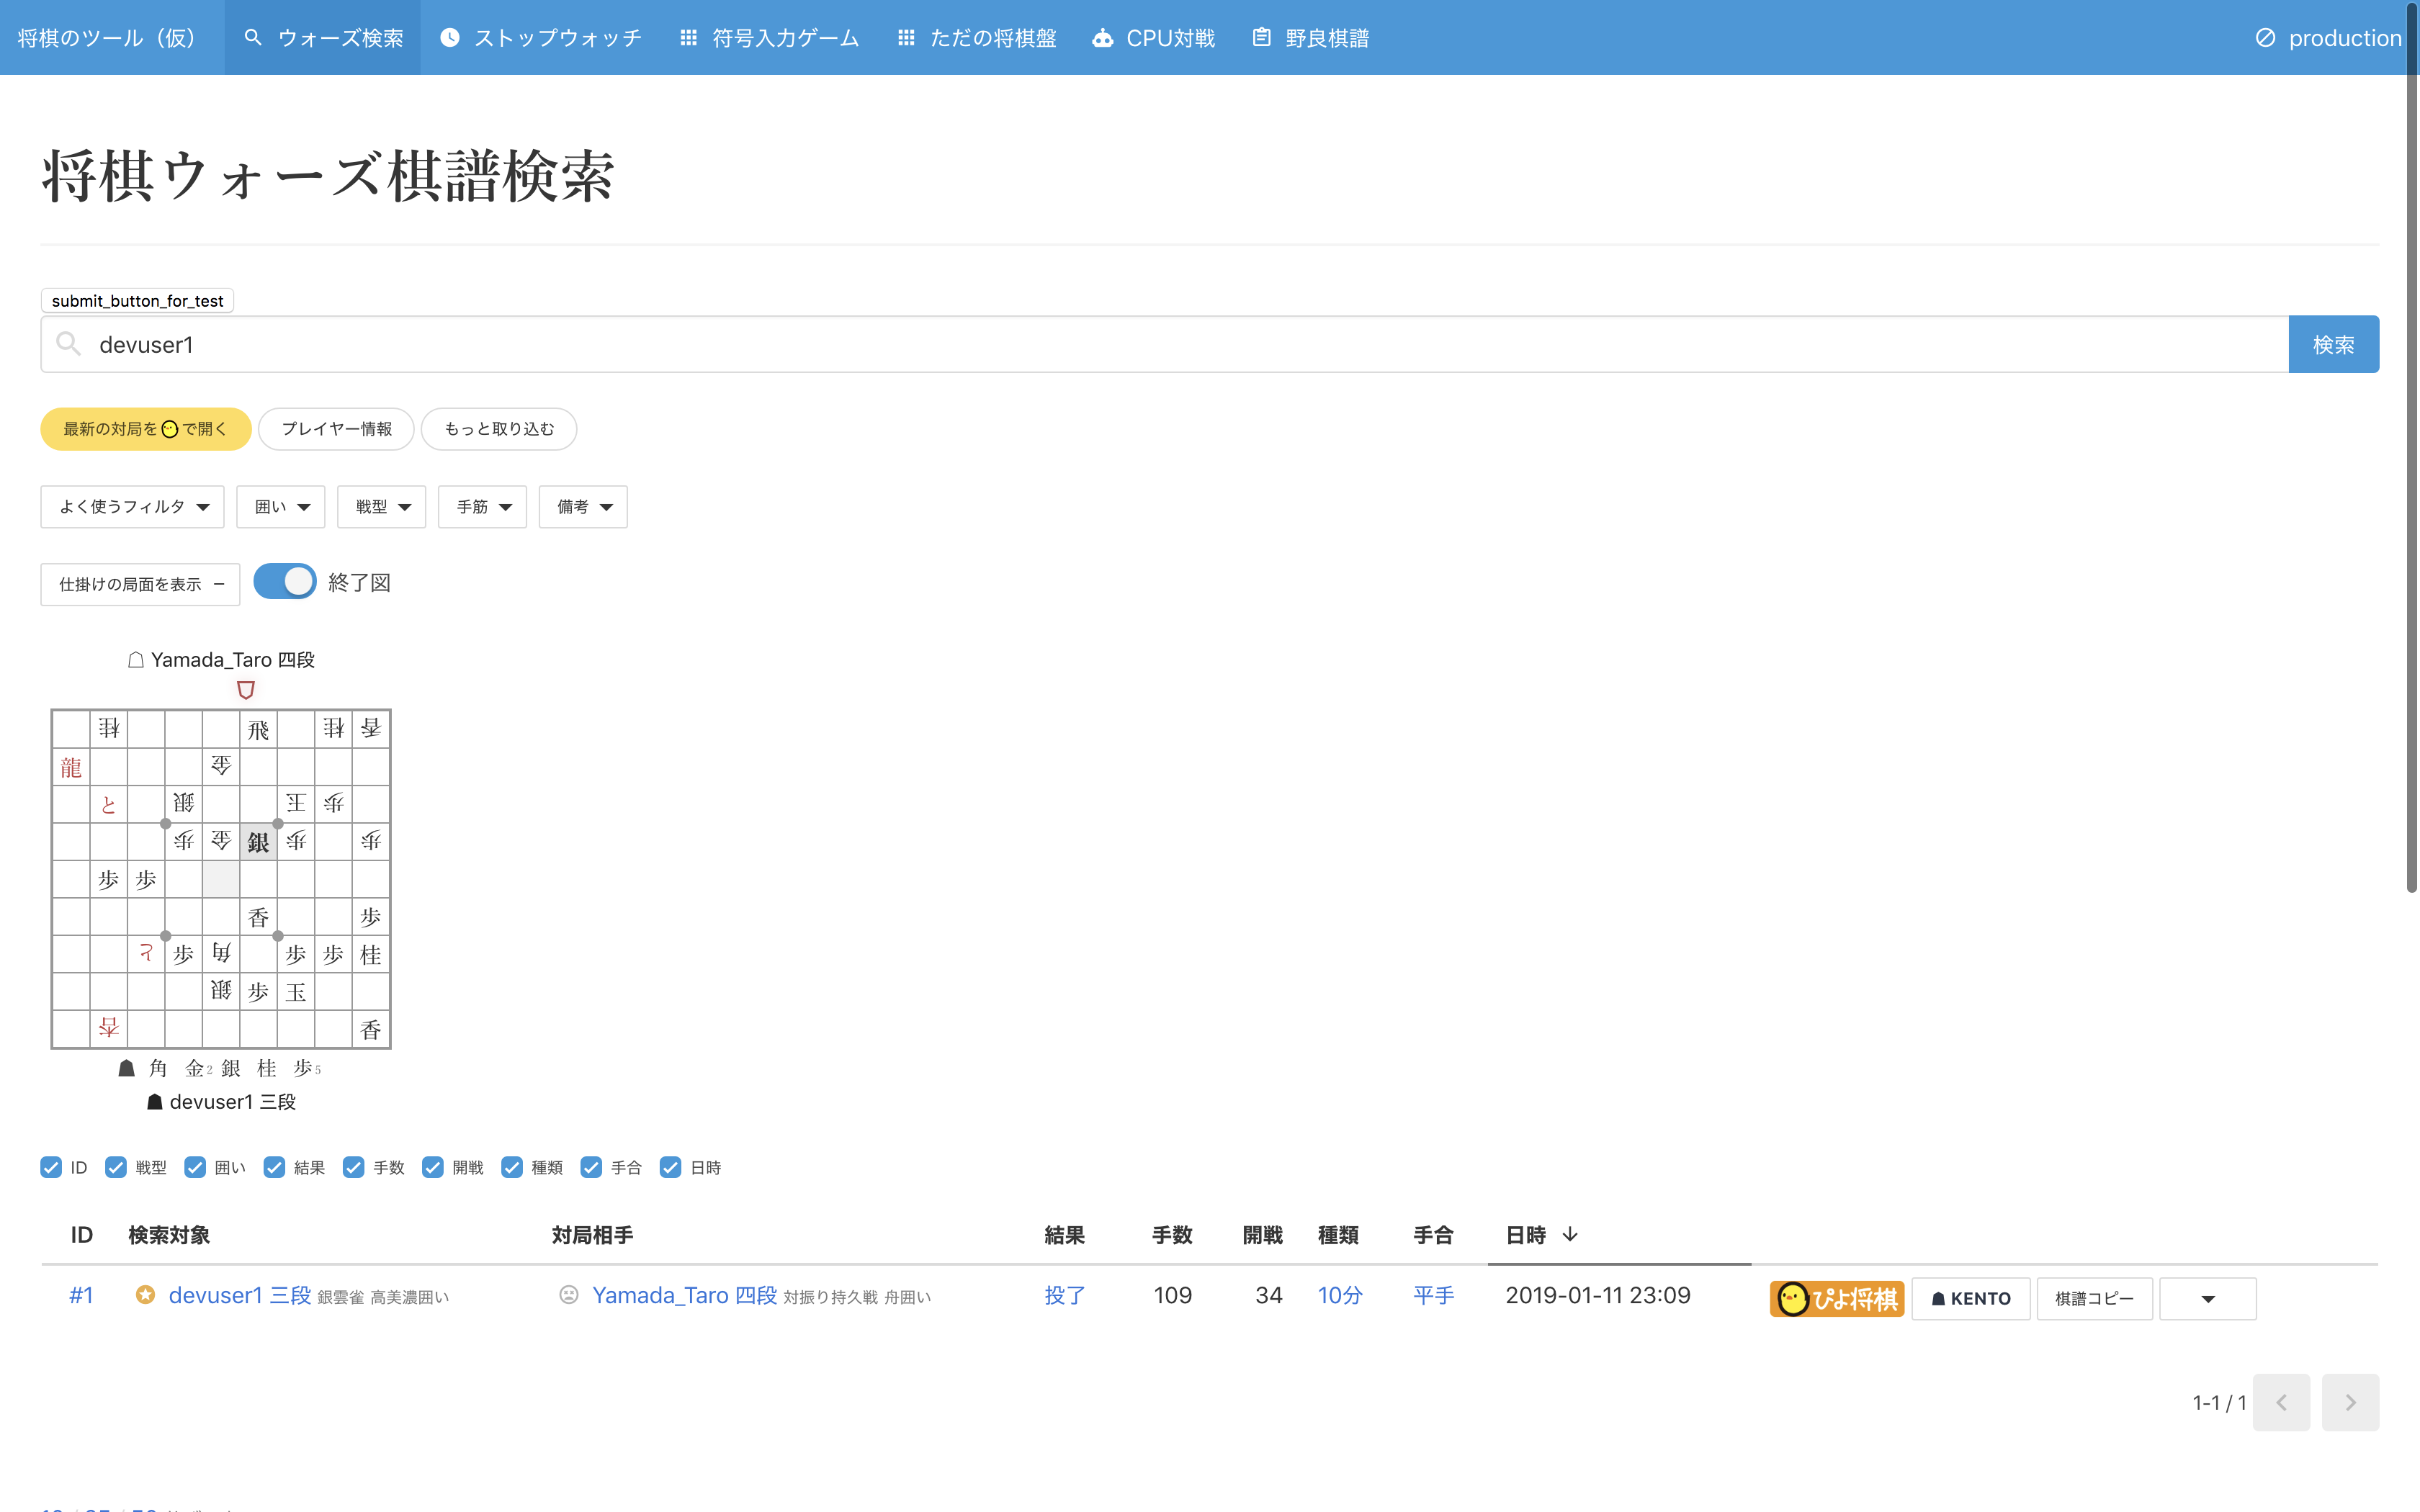 将棋のツール（仮） ウォーズ検索 ストップウォッチ 符号入力ゲーム ただの将棋盤 CPU対戦 野良棋譜 production
将棋ウォーズ棋譜検索
submit_button_for_test
devuser1 検索
最新の対局をで開く プレイヤー情報 もっと取り込む
よく使うフィルタ 囲い 戦型 手筋 備考
仕掛けの局面を表示 終了図
☖ Yamada_Taro 四段
桂 飛 桂 香
龍 金
と 銀 王 歩
歩 金 銀 歩 歩
歩 歩
香 歩
と 歩 角 歩 歩 桂
銀 歩 玉
杏 香
☗ 角 金2 銀 桂 歩5
☗ devuser1 三段
ID 戦型 囲い 結果 手数 開戦 種類 手合 日時
ID 検索対象 対局相手 結果 手数 開戦 種類 手合 日時
#1 devuser1 三段 銀雲雀 高美濃囲い Yamada_Taro 四段 対振り持久戦 舟囲い 投了 109 34 10分 平手 2019-01-11 23:09 ぴよ将棋 ☗ KENTO 棋譜コピー
1-1 / 1